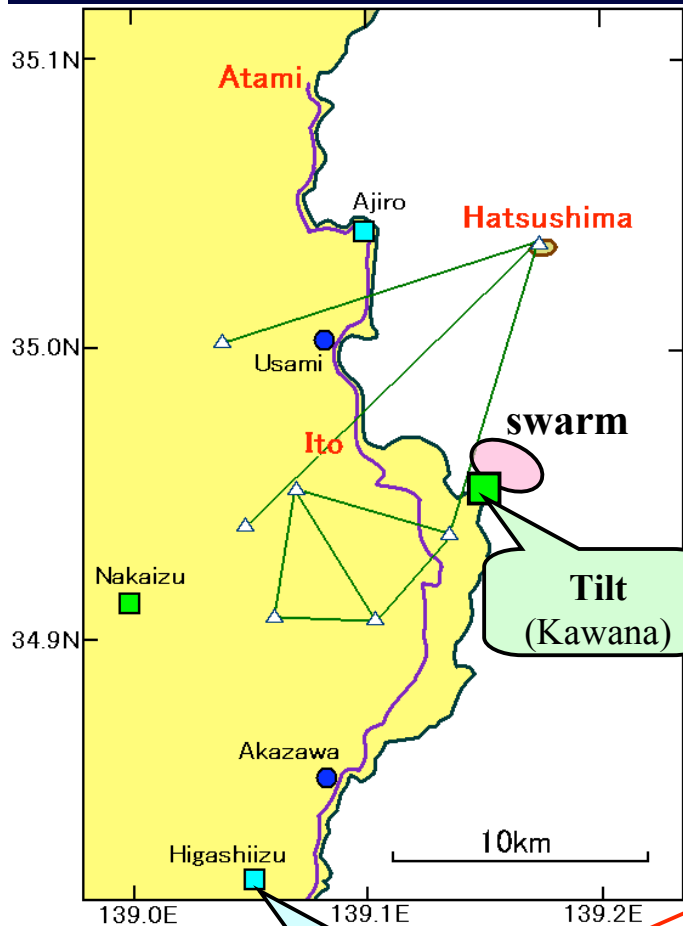 35.1N
Atami
Ajiro
Hatsushima
35.0N
Usami
swarm
Ito
Nakaizu
Tilt
(Kawana)
34.9N
Akazawa
10km
Higashiizu
139.0E
139.1E
139.2E